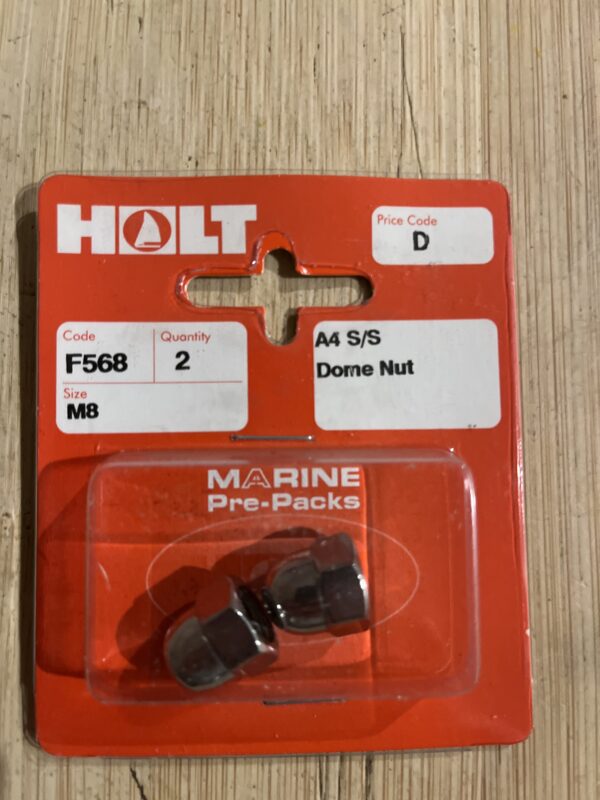 HOLT
Price Code
D
Code
F568
Quantity
2
Size
M8
A4 S/S
Dome Nut
MARINE
Pre-Packs